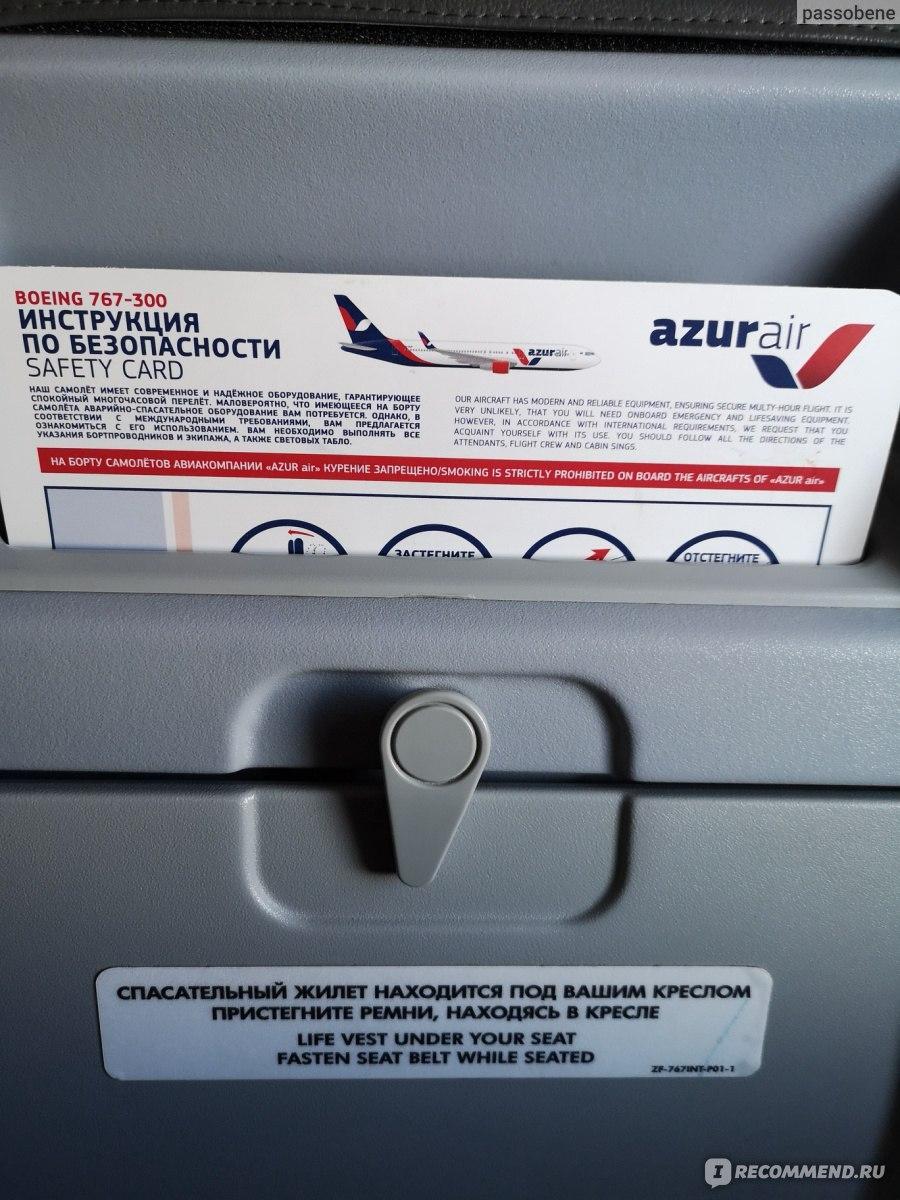 passobene
BOEING 767-300
ИНСТРУКЦИЯ
ПО БЕЗОПАСНОСТИ
SAFETY CARD
azurair
azurair
НАШ САМОЛЁТ ИМЕЕТ СОВРЕМЕННОЕ И НАДЁЖНОЕ ОБОРУДОВАНИЕ, ГАРАНТИРУЮЩЕЕ
СПОКОЙНЫЙ МНОГОЧАСОВОЙ ПЕРЕЛЁТ. МАЛОВЕРОЯТНО, ЧТО ИМЕЮЩЕЕСЯ НА БОРТУ
САМОЛЁТА АВАРИЙНО-СПАСАТЕЛЬНОЕ ОБОРУДОВАНИЕ ВАМ ПОТРЕБУЕТСЯ. ОДНАКО, В
СООТВЕТСТВИИ С МЕЖДУНАРОДНЫМИ ТРЕБОВАНИЯМИ, ВАМ ПРЕДЛАГАЕТСЯ
ОЗНАКОМИТЬСЯ С ЕГО ИСПОЛЬЗОВАНИЕМ. ВАМ НЕОБХОДИМО ВЫПОЛНЯТЬ ВСЕ
УКАЗАНИЯ БОРТПРОВОДНИКОВ И ЭКИПАЖА, А ТАКЖЕ СВЕТОВЫХ ТАБЛО.
OUR AIRCRAFT HAS MODERN AND RELIABLE EQUIPMENT, ENSURING SECURE MULTY-HOUR FLIGHT. IT IS
VERY UNLIKELY, THAT YOU WILL NEED ONBOARD EMERGENCY AND LIFESAVING EQUIPMENT.
HOWEVER, IN ACCORDANCE WITH INTERNATIONAL REQUIREMENTS, WE REQUEST THAT YOU
ACQUAINT YOURSELF WITH ITS USE. YOU SHOULD FOLLOW ALL THE DIRECTIONS OF THE
ATTENDANTS, FLIGHT CREW AND CABIN SINGS.
НА БОРТУ САМОЛЁТОВ АВИАКОМПАНИИ «AZUR air» КУРЕНИЕ ЗАПРЕЩЕНО/SMOKING IS STRICTLY PROHIBITED ON BOARD THE AIRCRAFTS OF «AZUR air»
ЗАСТЕГНИТЕ
ОТСТЕГНИТЕ
СПАСАТЕЛЬНЫЙ ЖИЛЕТ НАХОДИТСЯ ПОД ВАШИМ КРЕСЛОМ
ПРИСТЕГНИТЕ РЕМНИ, НАХОДЯСЬ В КРЕСЛЕ
LIFE VEST UNDER YOUR SEAT
FASTEN SEAT BELT WHILE SEATED
ZF-767INT-P01-1
IRECOMMEND.RU